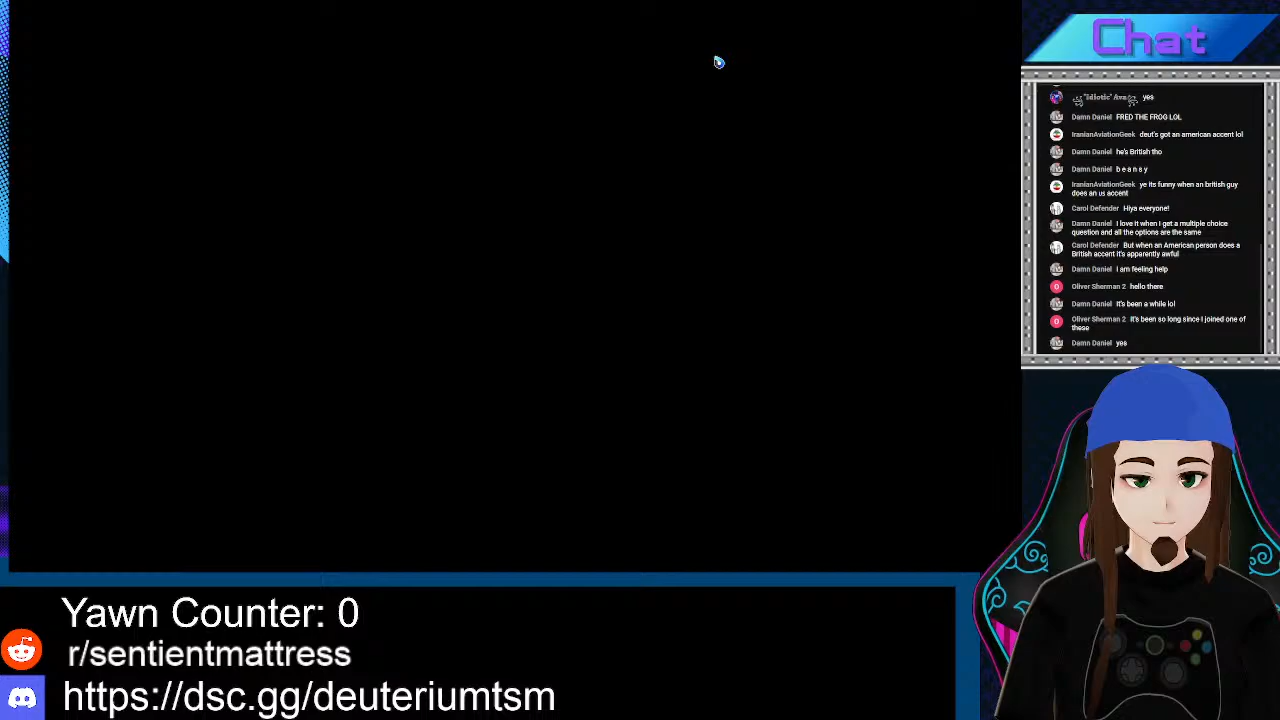 Chat
"Idiotic" Ava yes
Damn Daniel FRED THE FROG LOL
IranianAviationGeek deut's got an american accent lol
Damn Daniel he's British tho
Damn Daniel b e a n s y
IranianAviationGeek ye its funny when an british guy
does an us accent
Carol Defender Hiya everyone!
Damn Daniel I love it when I get a multiple choice
question and all the options are the same
Carol Defender But when an American person does a
British accent it's apparently awful
Damn Daniel I am feeling help
O Oliver Sherman 2 hello there
Damn Daniel It's been a while lol
O Oliver Sherman 2 It's been so long since I joined one of
these
Damn Daniel yes
Yawn Counter: 0
r/sentientmattress
https://dsc.gg/deuteriumtsm